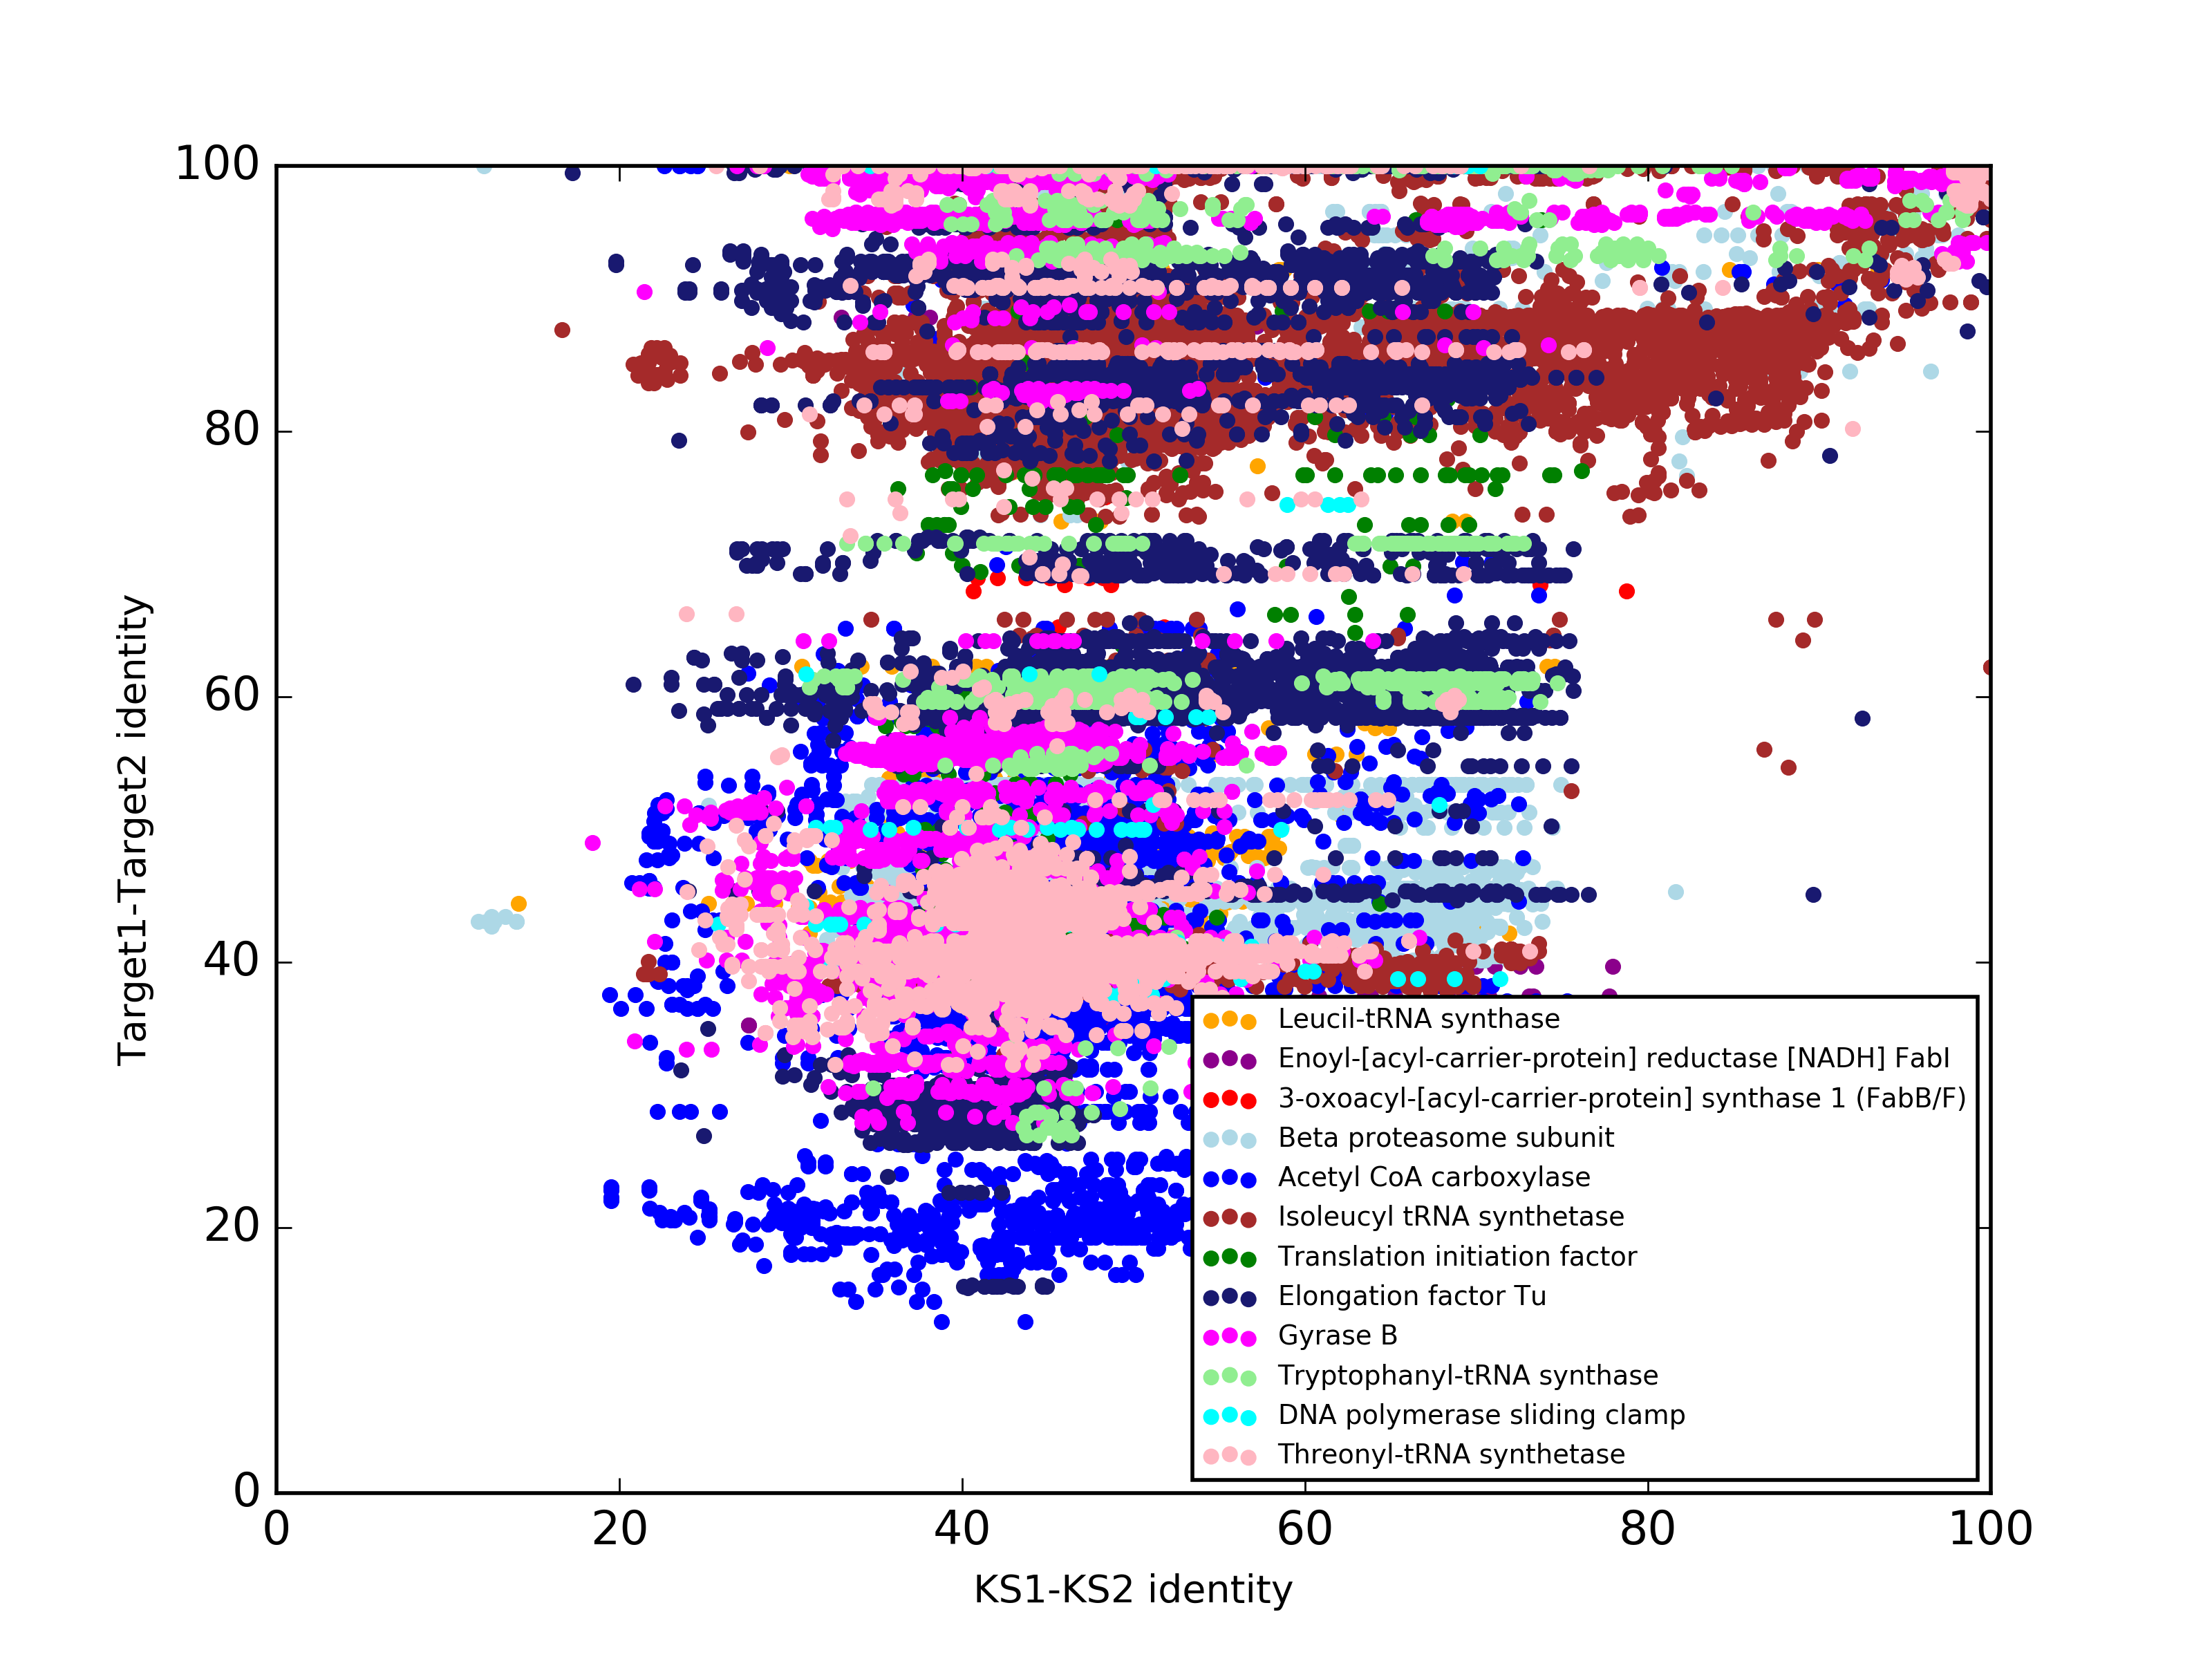 100
80
60
40
20
0
0 20 40 60 80 100
Target1-Target2 identity
KS1-KS2 identity
Leucil-tRNA synthase
Enoyl-[acyl-carrier-protein] reductase [NADH] FabI
3-oxoacyl-[acyl-carrier-protein] synthase 1 (FabB/F)
Beta proteasome subunit
Acetyl CoA carboxylase
Isoleucyl tRNA synthetase
Translation initiation factor
Elongation factor Tu
Gyrase B
Tryptophanyl-tRNA synthase
DNA polymerase sliding clamp
Threonyl-tRNA synthetase